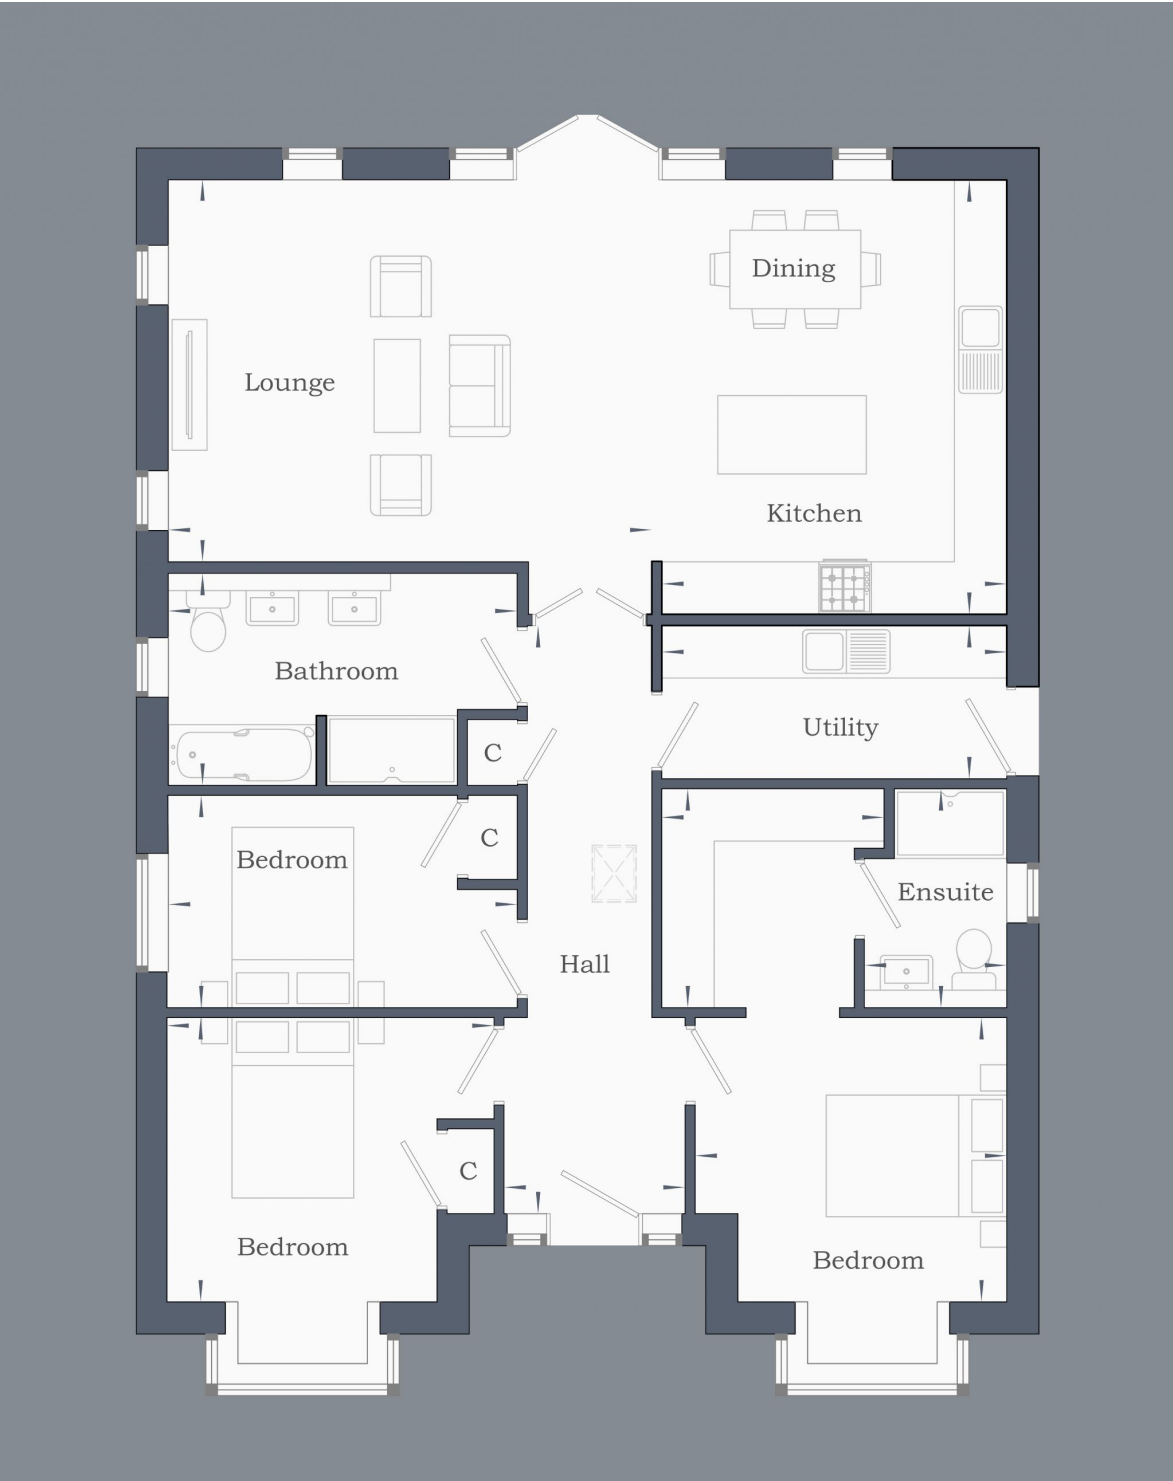 Dining
Lounge
Kitchen
Bathroom
Utility
C
C
Bedroom
Ensuite
Hall
C
Bedroom
Bedroom